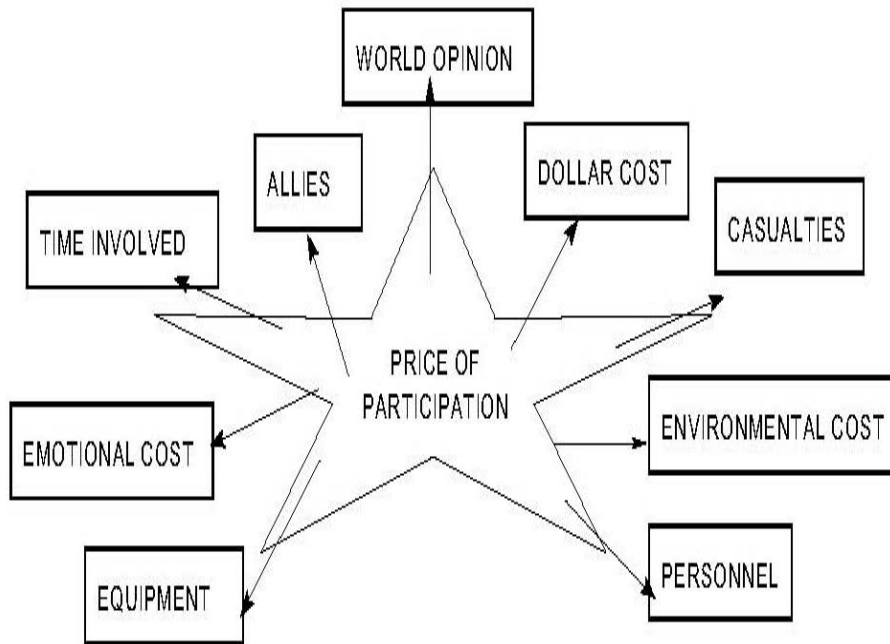 WORLD OPINION
ALLIES
DOLLAR COST
TIME INVOLVED
CASUALTIES
PRICE OF
PARTICIPATION
EMOTIONAL COST
ENVIRONMENTAL COST
EQUIPMENT
PERSONNEL